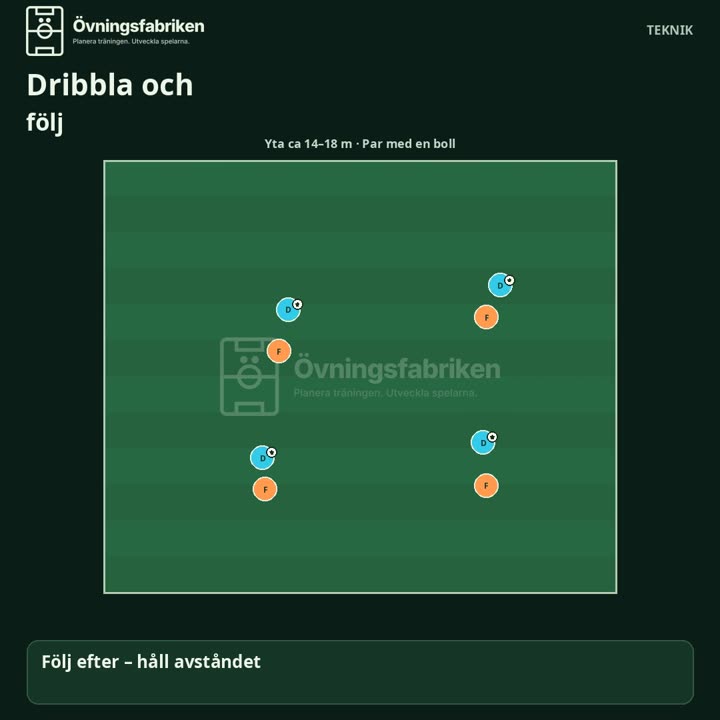 Övningsfabriken
Planera träningen. Utveckla spelarna.
TEKNIK
Dribbla och
följ
Yta ca 14–18 m · Par med en boll
D
D
F
F
Övningsfabriken
Planera träningen. Utveckla spelarna.
D
D
F
F
Följ efter – håll avståndet